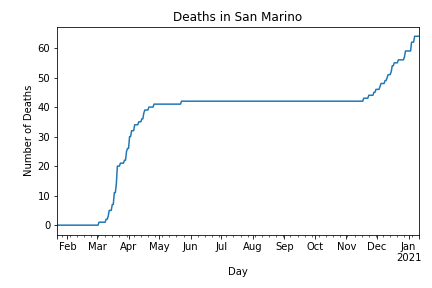 Deaths in San Marino
Number of Deaths
60
50
40
30
20
10
0
Feb Mar Apr May Jun Jul Aug Sep Oct Nov Dec Jan
2021
Day